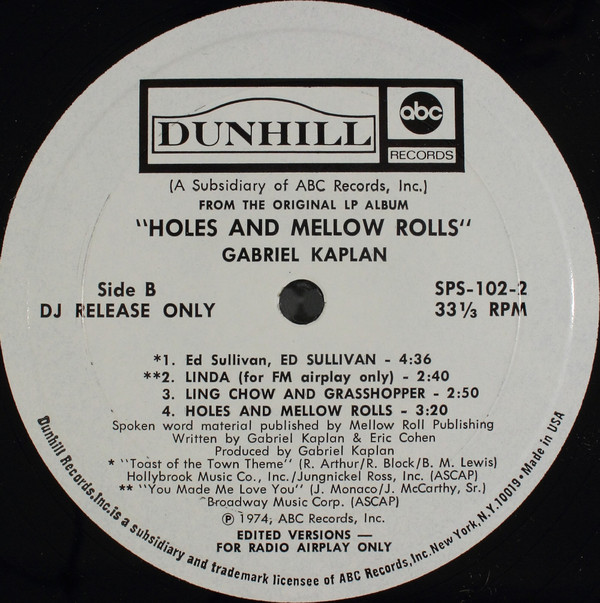 DUNHILL
abc
RECORDS
(A Subsidiary of ABC Records, Inc.)
FROM THE ORIGINAL LP ALBUM
"HOLES AND MELLOW ROLLS"
GABRIEL KAPLAN
Side B
DJ RELEASE ONLY
SPS-102-2
33⅓ RPM
*1. Ed Sullivan, ED SULLIVAN - 4:36
**2. LINDA (for FM airplay only) - 2:40
3. LING CHOW AND GRASSHOPPER - 2:50
4. HOLES AND MELLOW ROLLS - 3:20
Spoken word material published by Mellow Roll Publishing
Written by Gabriel Kaplan & Eric Cohen
Produced by Gabriel Kaplan
* "Toast of the Town Theme" (R. Arthur/R. Block/B. M. Lewis)
Hollybrook Music Co., Inc./Jungnickel Ross, Inc. (ASCAP)
** "You Made Me Love You" (J. Monaco/J. McCarthy, Sr.)
Broadway Music Corp. (ASCAP)
℗ 1974, ABC Records, Inc.
EDITED VERSIONS —
FOR RADIO AIRPLAY ONLY
Dunhill Records, Inc. is a subsidiary and trademark licensee of ABC Records, Inc. New York, N.Y. 10019 • Made in USA